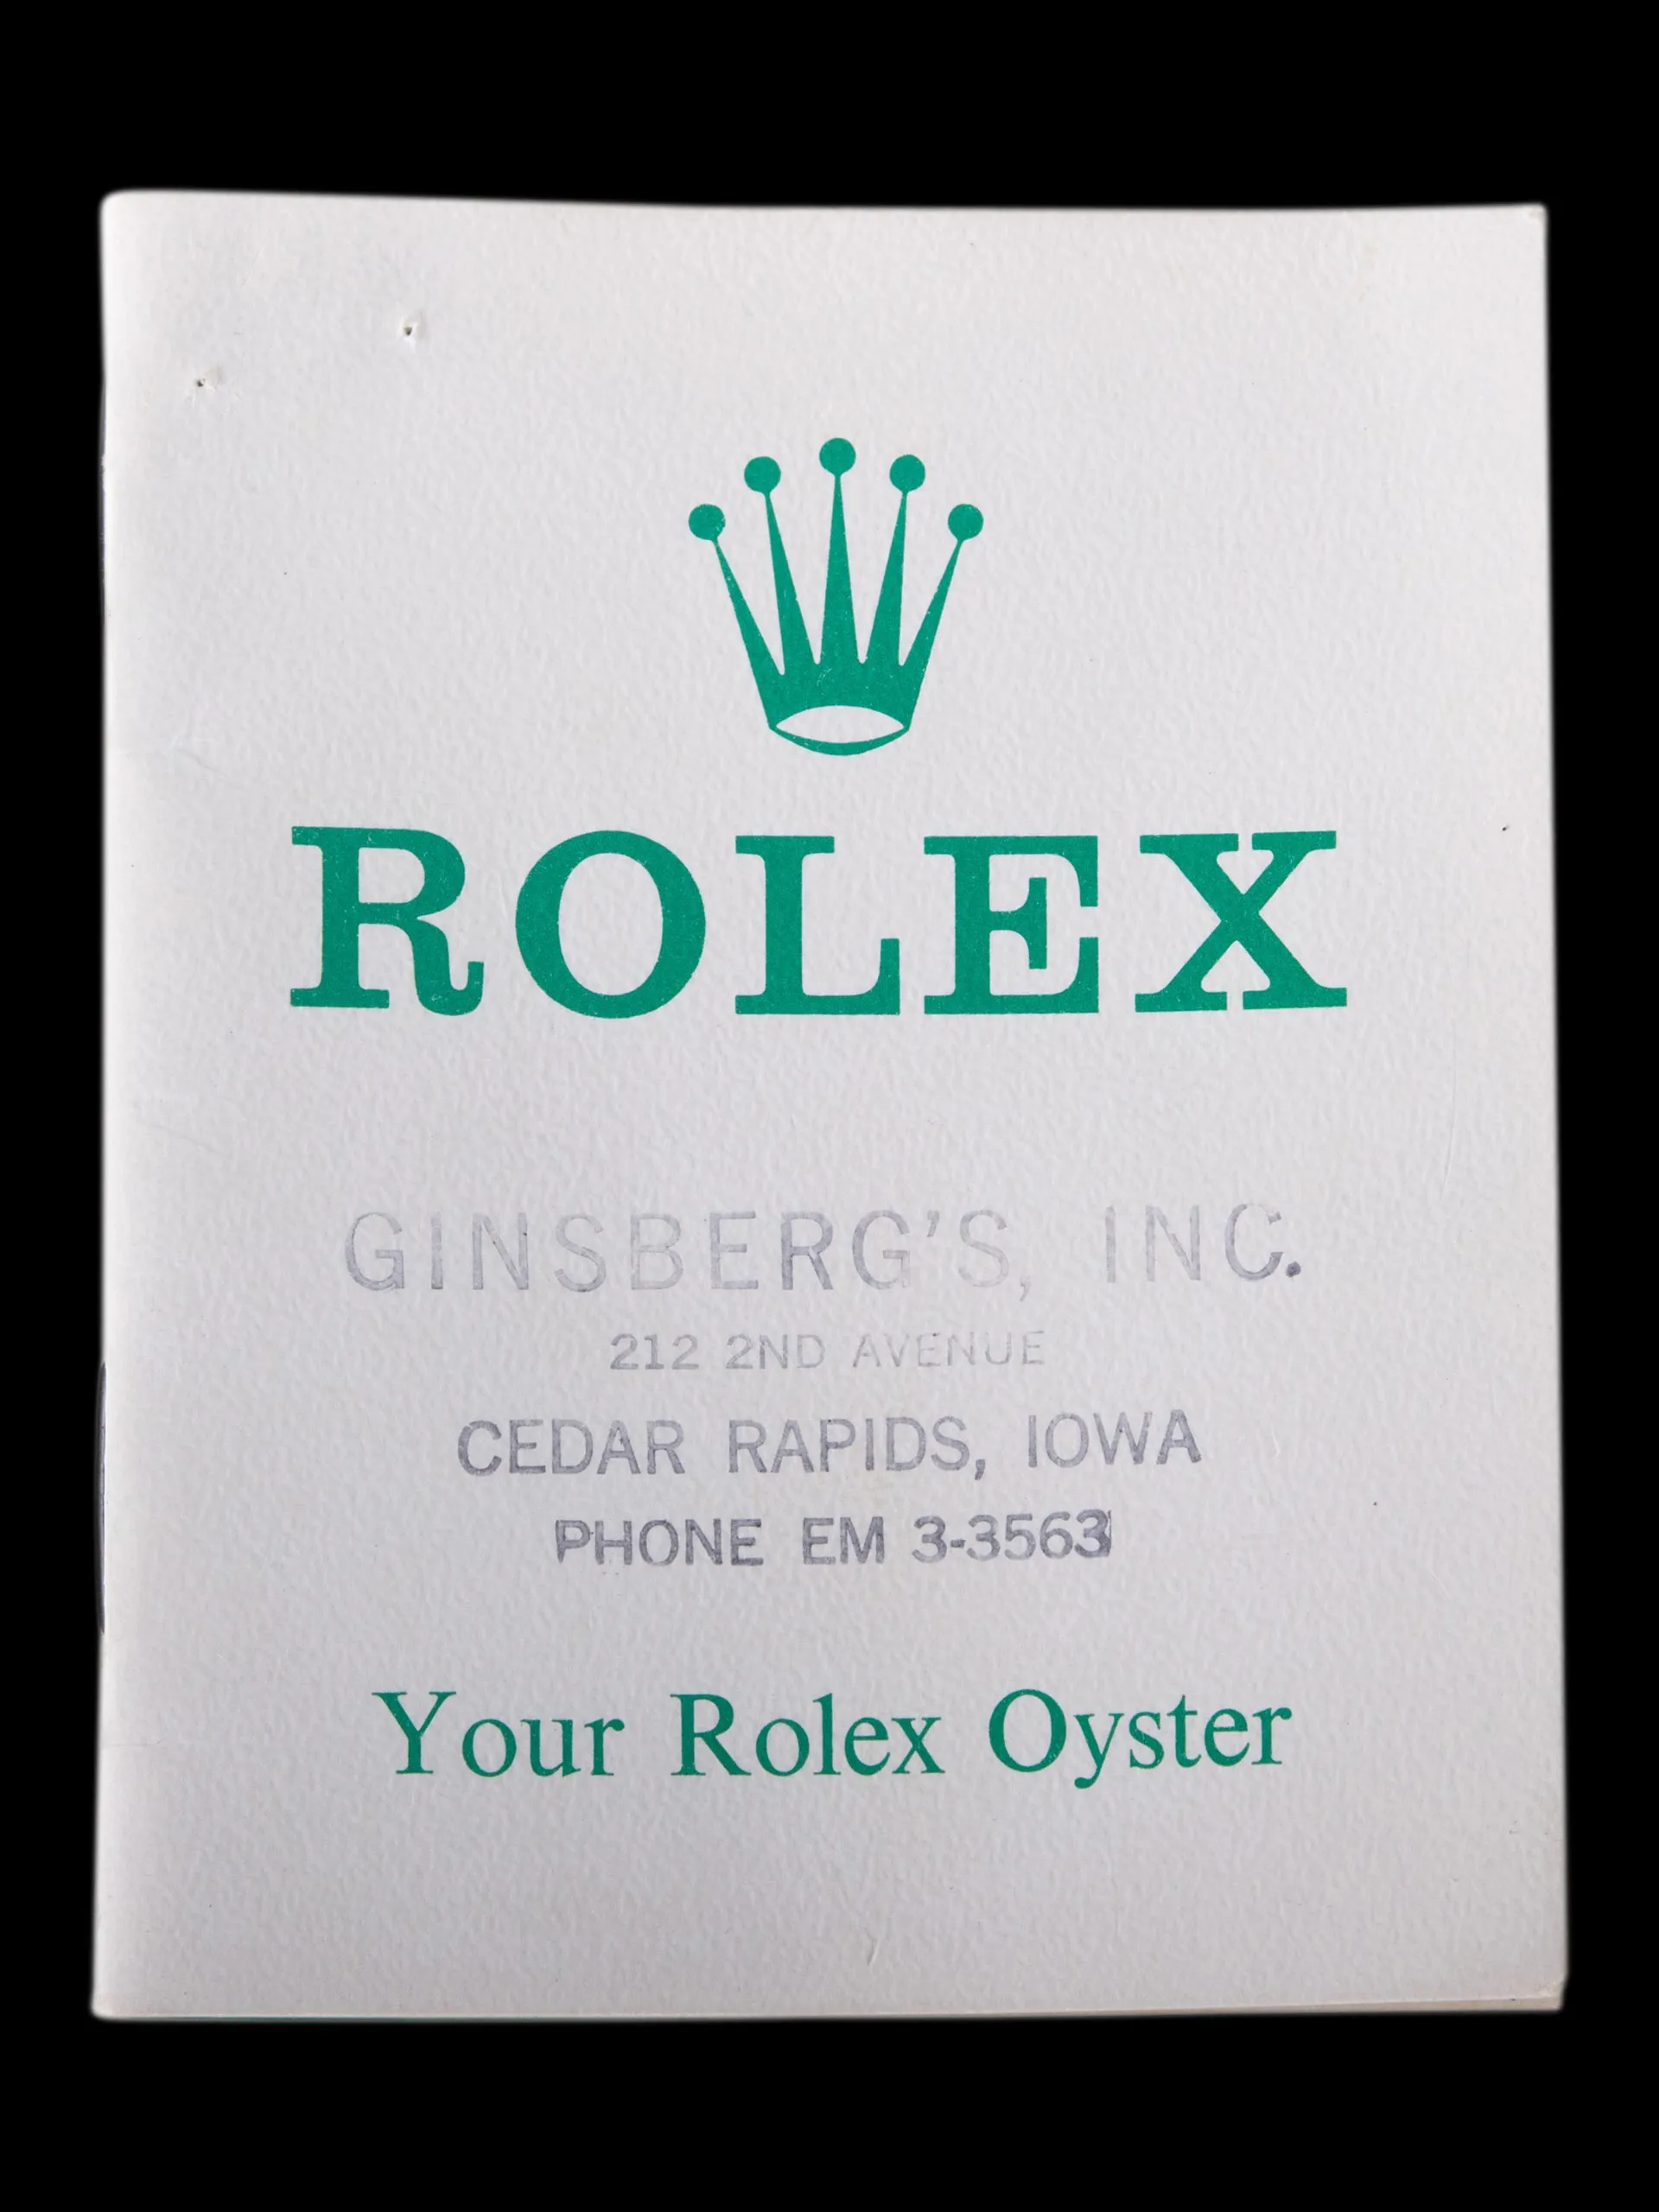 ROLEX
GINSBERG'S, INC.
212 2ND AVENUE
CEDAR RAPIDS, IOWA
PHONE EM 3-3563
Your Rolex Oyster